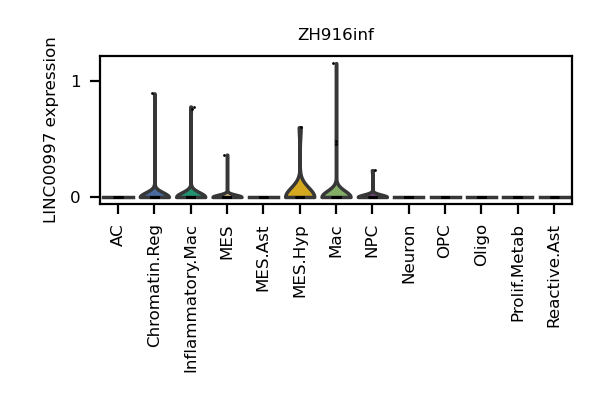 ZH916inf
LINC00997 expression
1
0
AC
Chromatin.Reg
Inflammatory.Mac
MES
MES.Ast
MES.Hyp
Mac
NPC
Neuron
OPC
Oligo
Prolif.Metab
Reactive.Ast